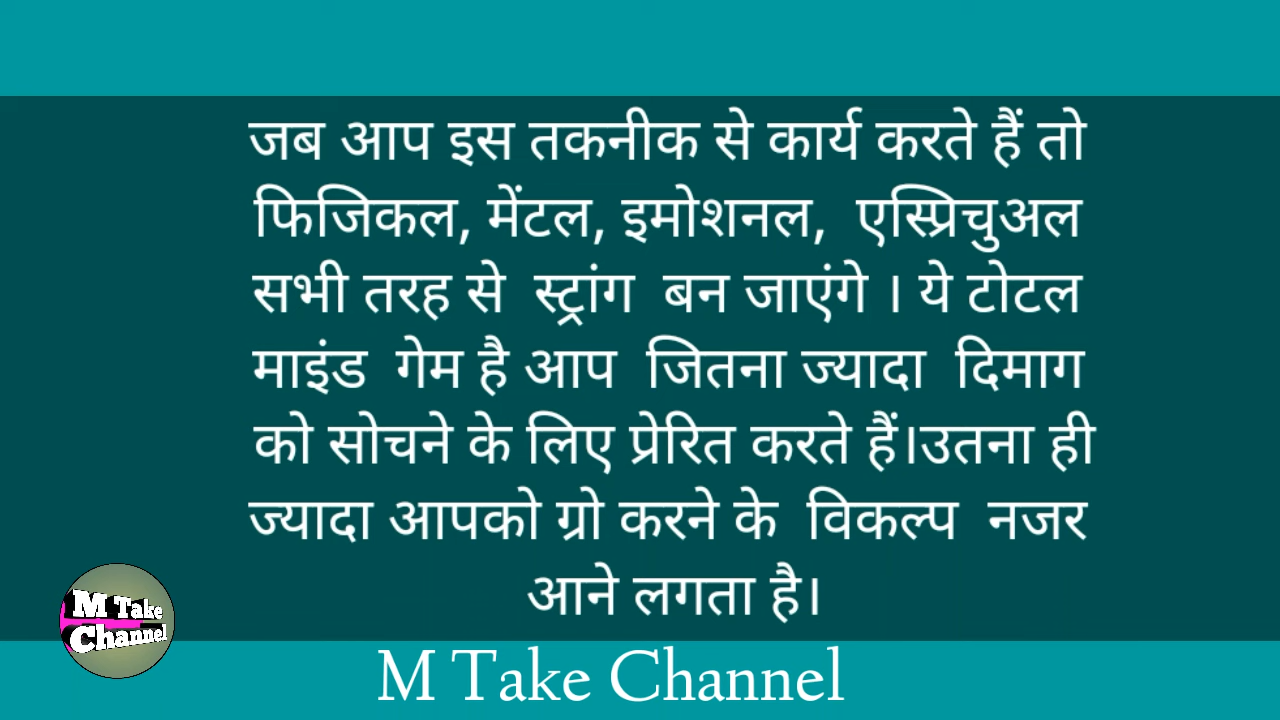 जब आप इस तकनीक से कार्य करते हैं तो
फिजिकल, मेंटल, इमोशनल, एस्प्रिचुअल
सभी तरह से स्ट्रांग बन जाएंगे । ये टोटल
माइंड गेम है आप जितना ज्यादा दिमाग
को सोचने के लिए प्रेरित करते हैं।उतना ही
ज्यादा आपको ग्रो करने के विकल्प नजर
आने लगता है।
M Take
Channel
M Take Channel